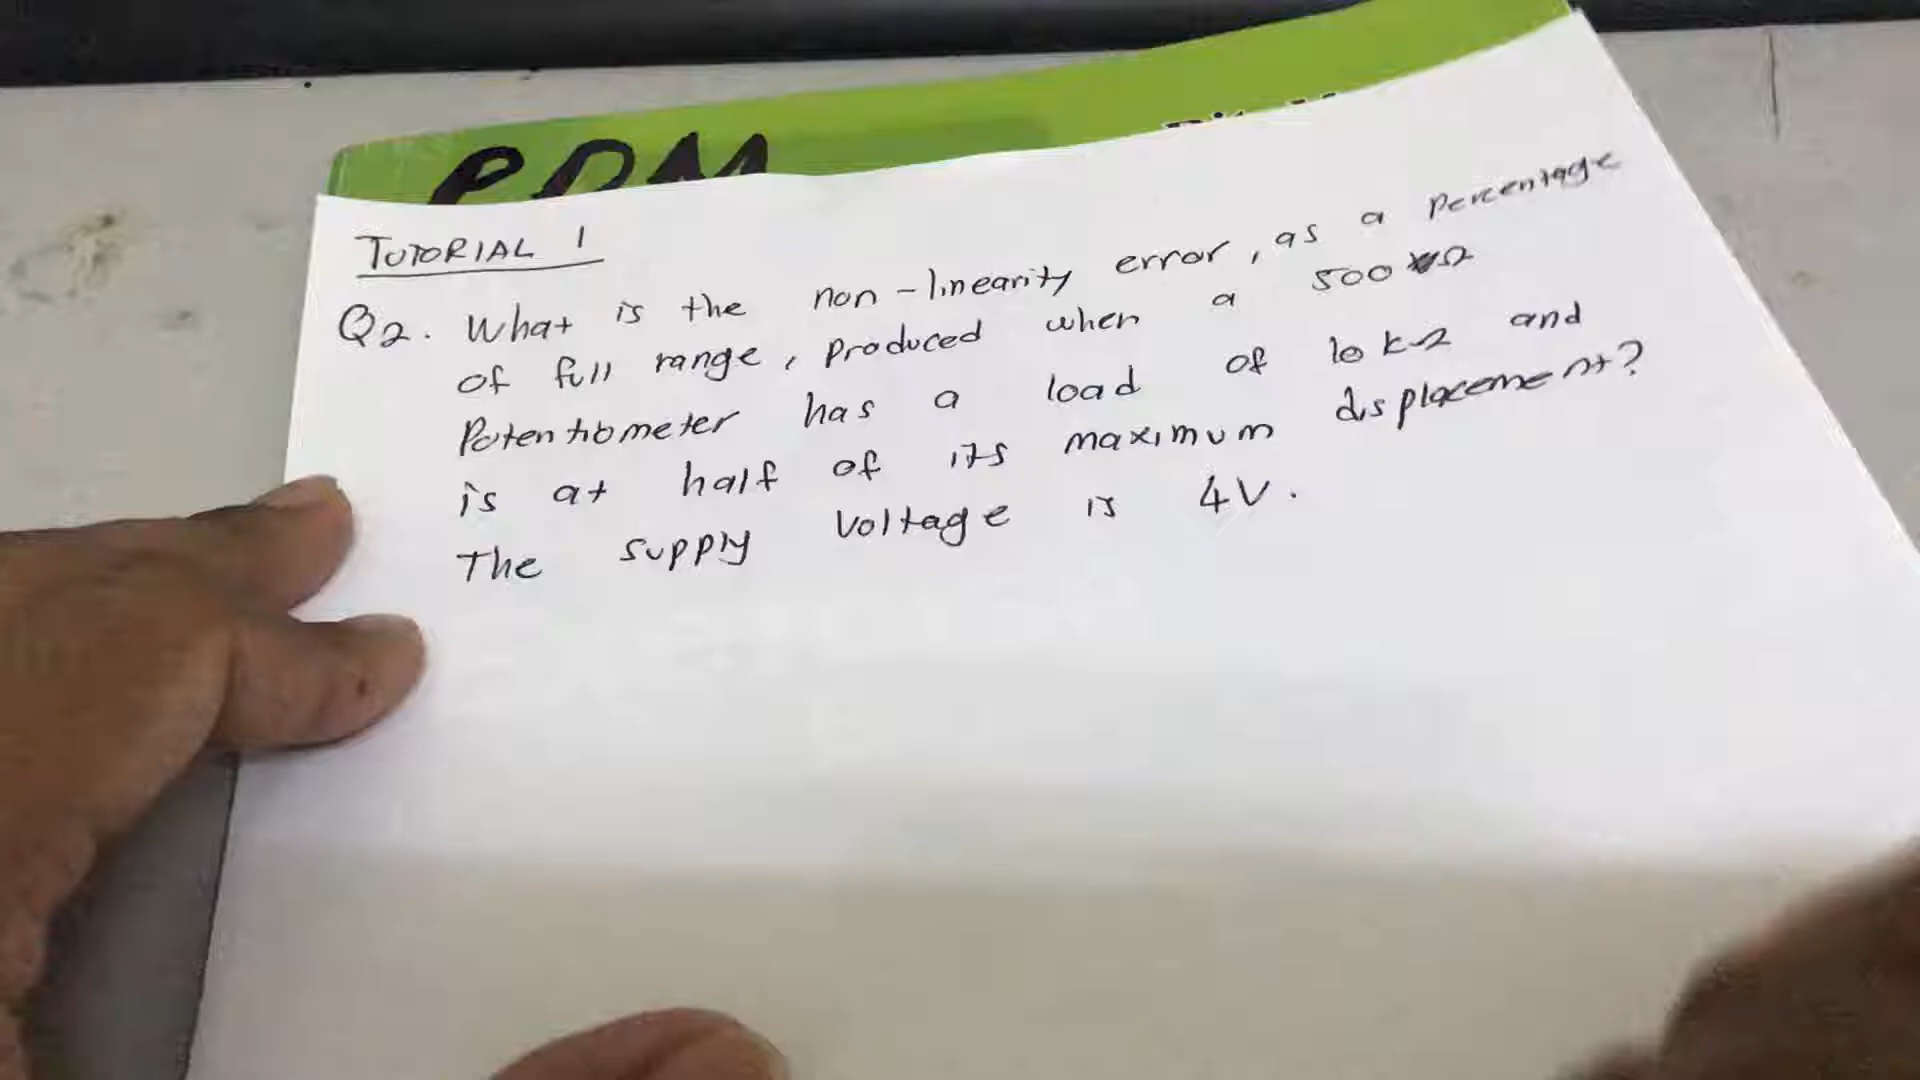 TUTORIAL 1
Q2. What is the non-linearity error, as a percentage
of full range, produced when a 500 Ω
Potentiometer has a load of 10 kΩ and
is at half of its maximum displacement?
The supply voltage is 4V.